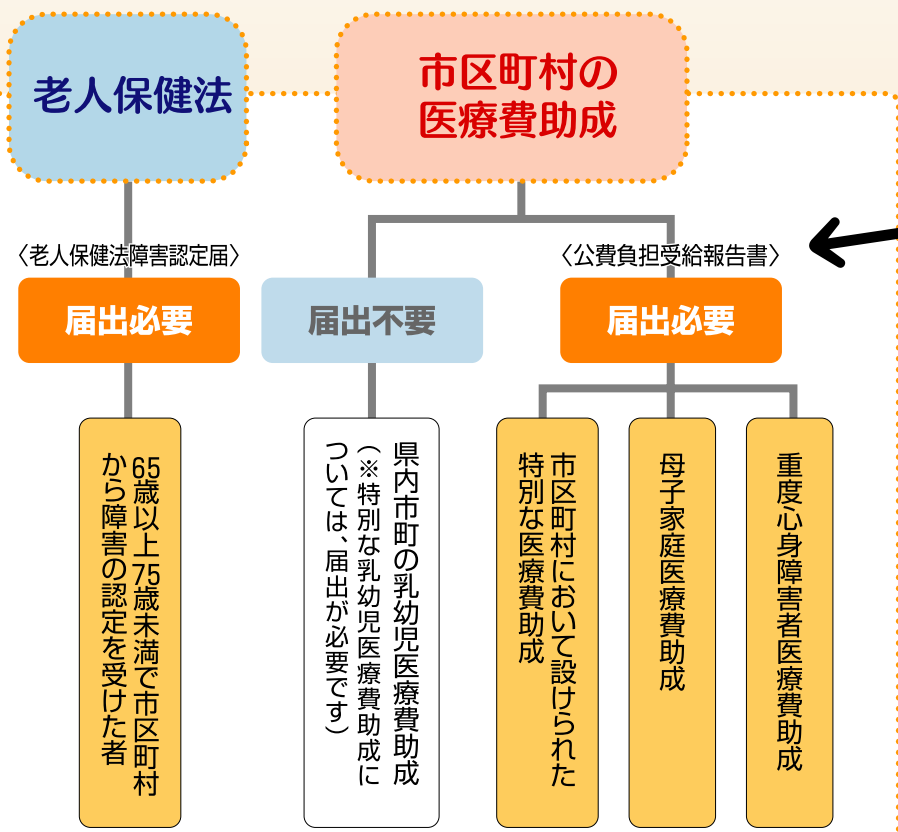 老人保健法
市区町村の
医療費助成
〈老人保健法障害認定届〉
〈公費負担受給報告書〉
届出必要
届出不要
届出必要
65歳以上75歳未満で市区町村
から障害の認定を受けた者
県内市町の乳幼児医療費助成
(※特別な乳幼児医療費助成に
ついては、届出が必要です)
市区町村において設けられた
特別な医療費助成
母子家庭医療費助成
重度心身障害者医療費助成